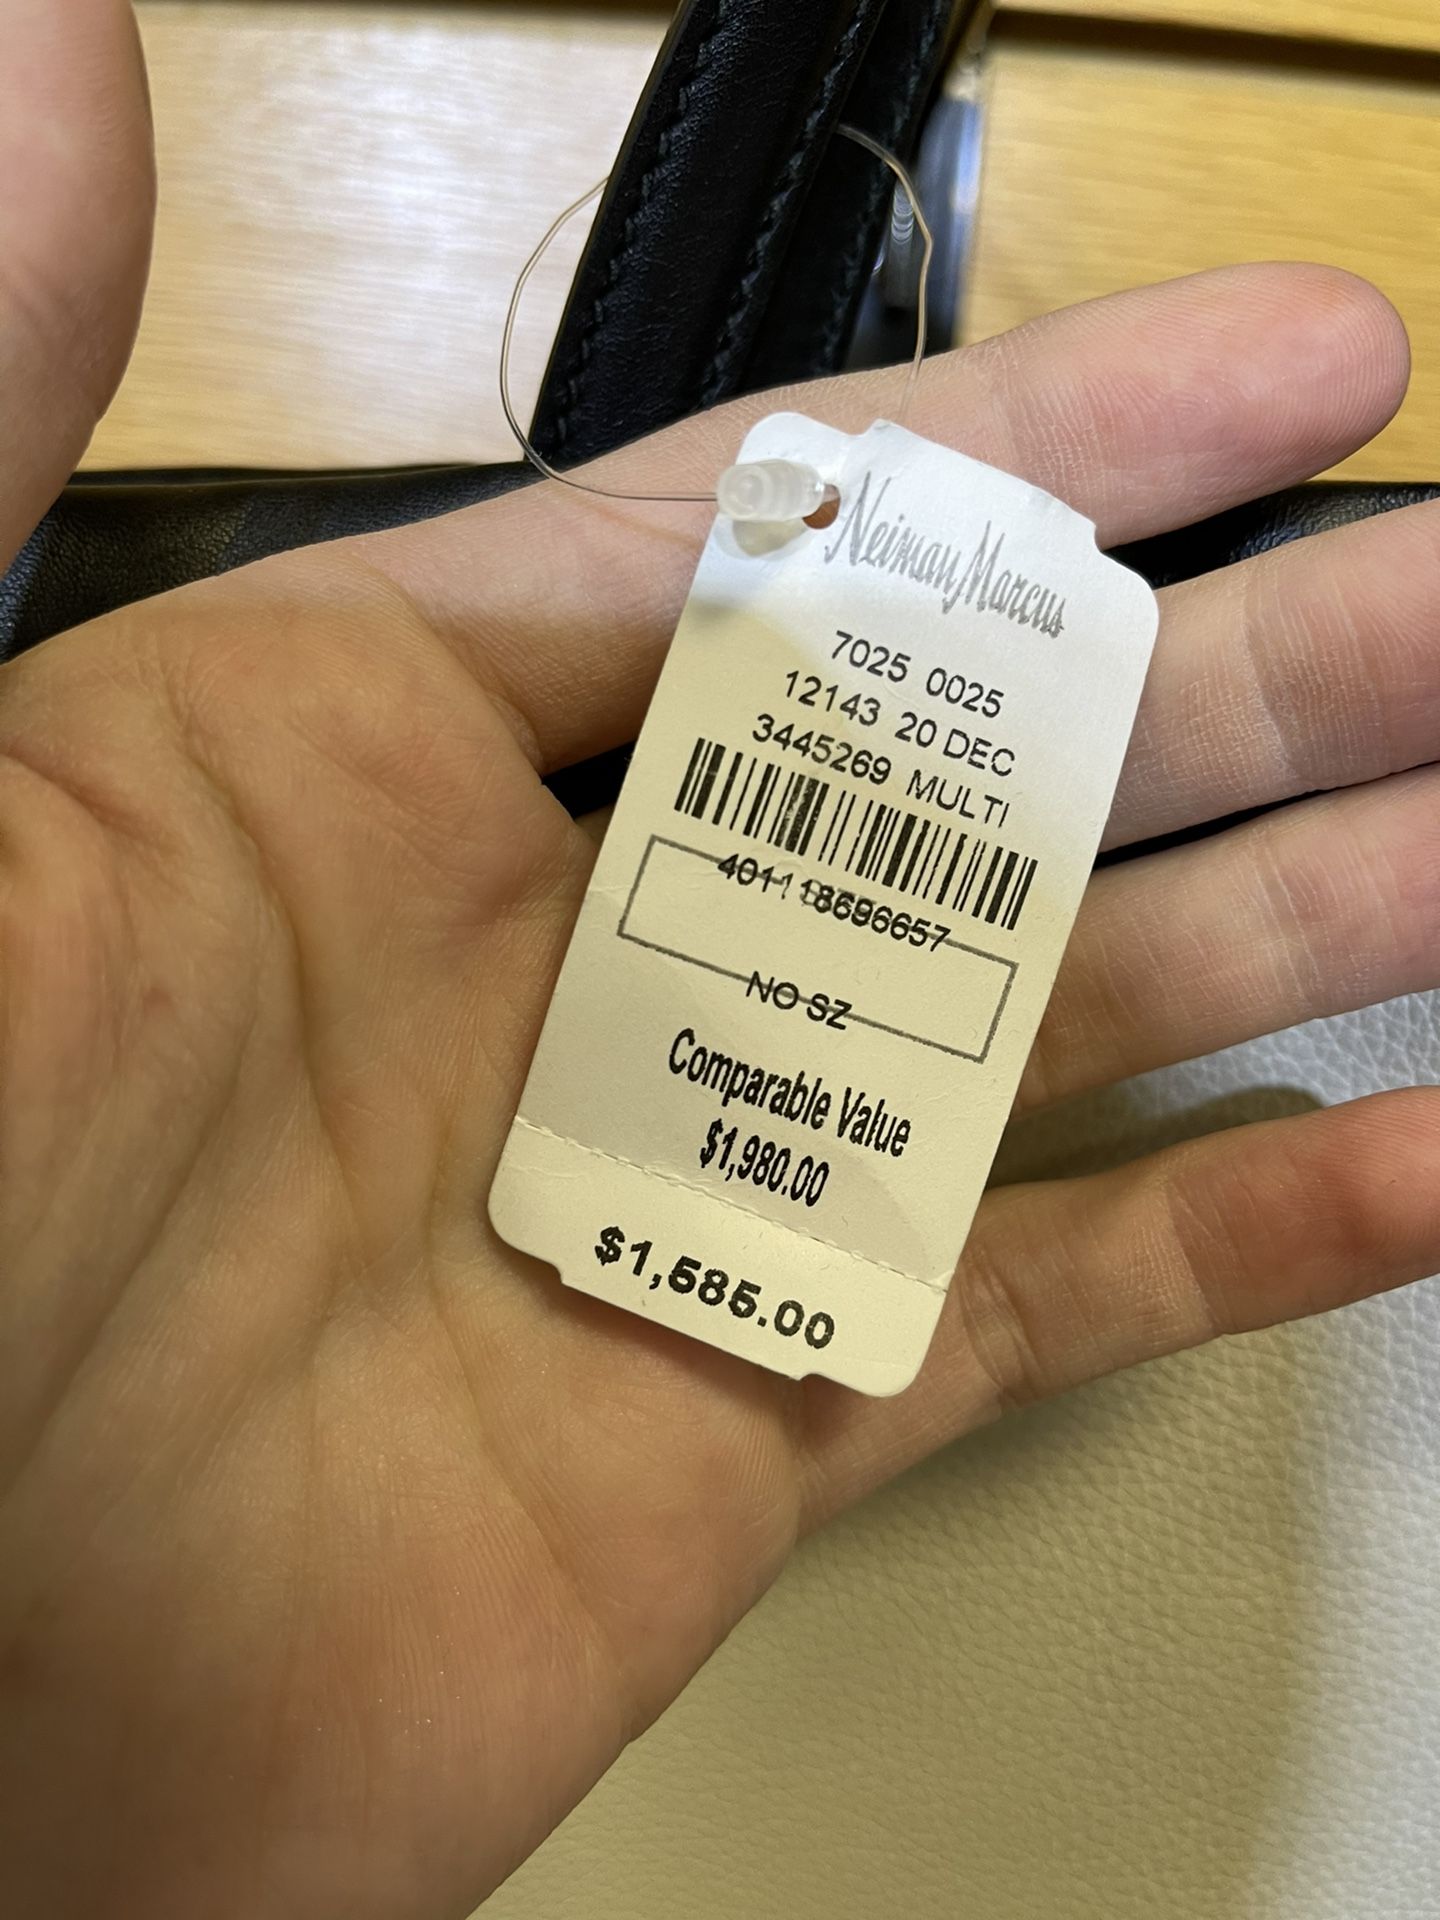 Neiman Marcus
7025 0025
12143 20 DEC
3445269 MULTI
401118696657
NO SZ
Comparable Value
$1,980.00
$1,585.00